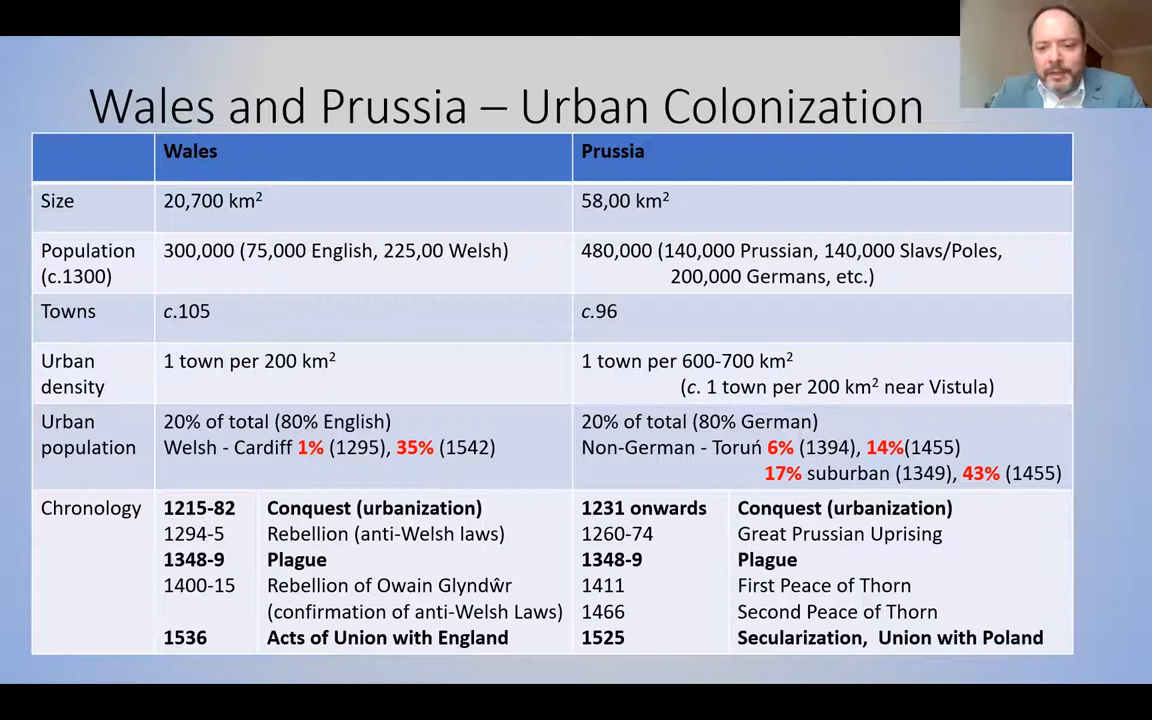 Wales and Prussia – Urban Colonization
Wales Prussia
Size 20,700 km² 58,00 km²
Population 300,000 (75,000 English, 225,00 Welsh) 480,000 (140,000 Prussian, 140,000 Slavs/Poles,
(c.1300) 200,000 Germans, etc.)
Towns c.105 c.96
Urban 1 town per 200 km² 1 town per 600-700 km²
density (c. 1 town per 200 km² near Vistula)
Urban 20% of total (80% English) 20% of total (80% German)
population Welsh - Cardiff 1% (1295), 35% (1542) Non-German - Toruń 6% (1394), 14%(1455)
17% suburban (1349), 43% (1455)
Chronology 1215-82 Conquest (urbanization) 1231 onwards Conquest (urbanization)
1294-5 Rebellion (anti-Welsh laws) 1260-74 Great Prussian Uprising
1348-9 Plague 1348-9 Plague
1400-15 Rebellion of Owain Glyndŵr 1411 First Peace of Thorn
(confirmation of anti-Welsh Laws) 1466 Second Peace of Thorn
1536 Acts of Union with England 1525 Secularization, Union with Poland